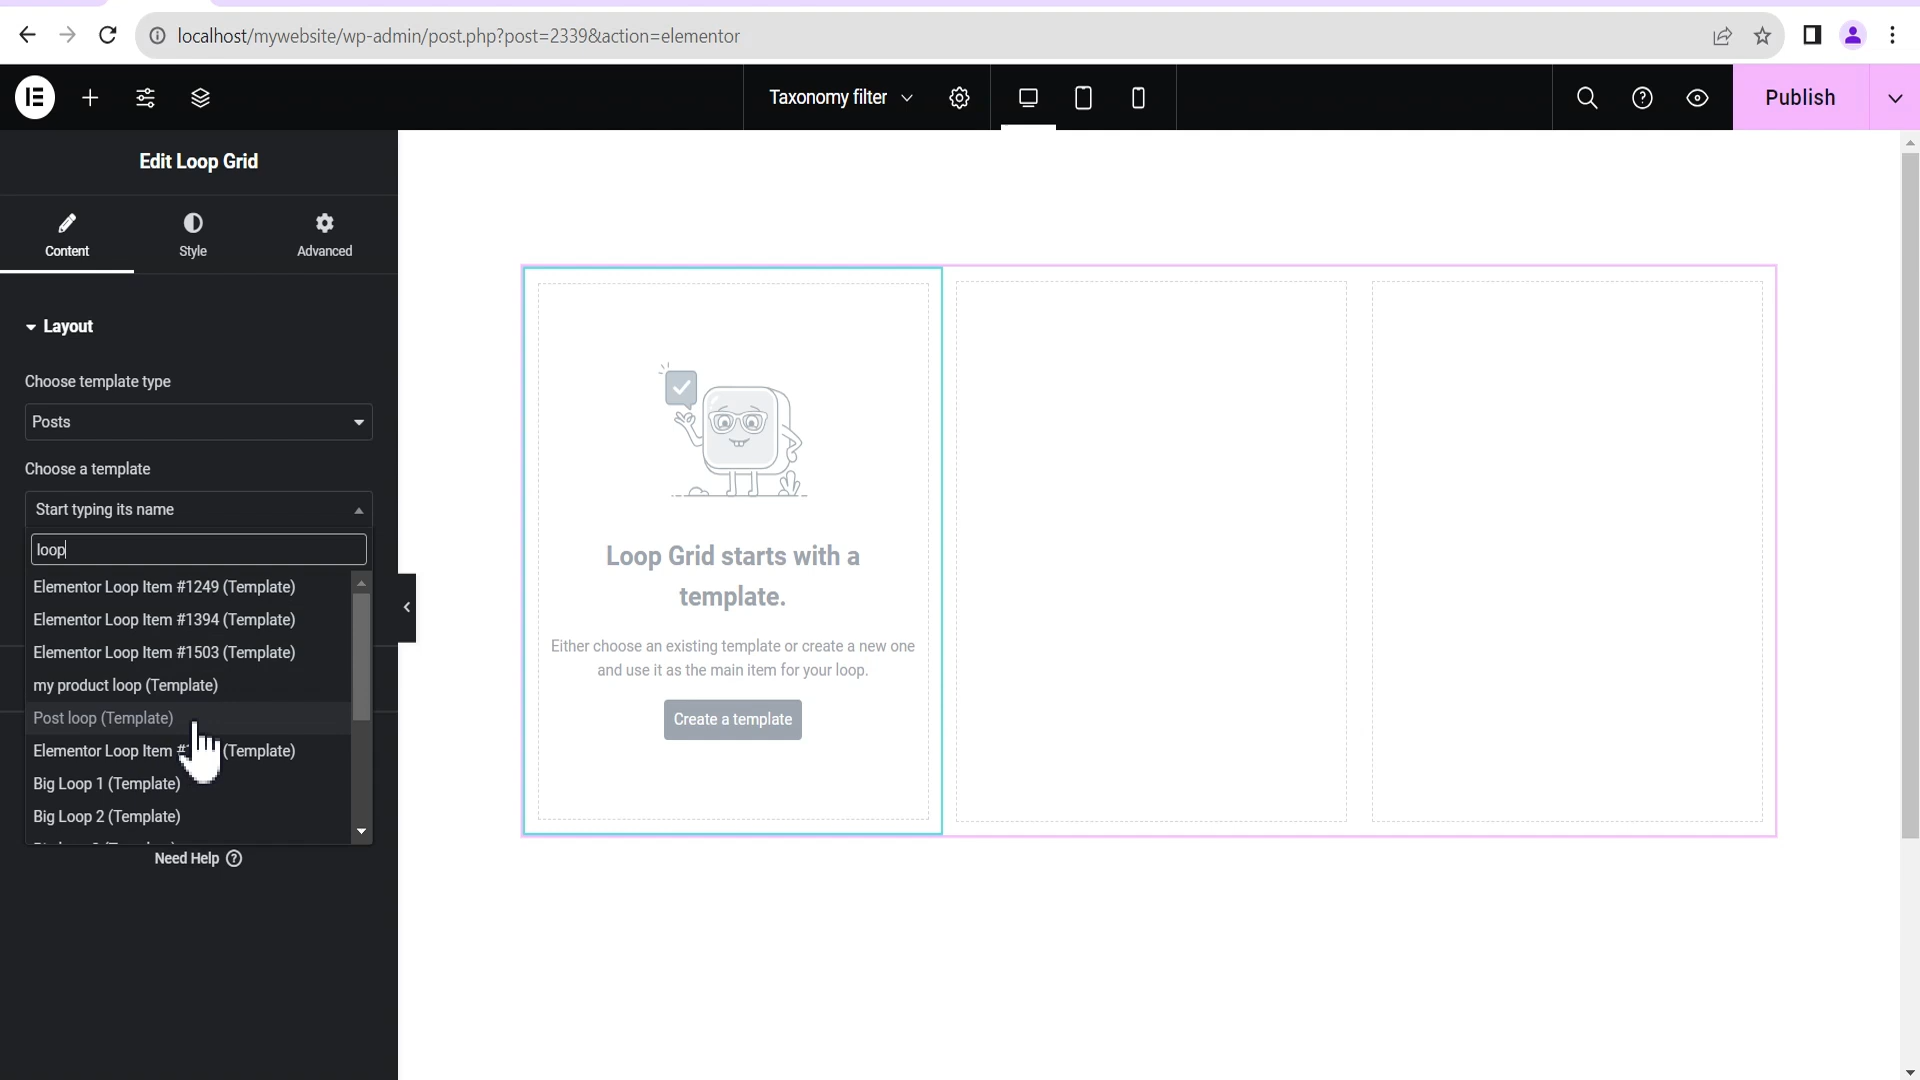 localhost/mywebsite/wp-admin/post.php?post=2339&action=elementor
Taxonomy filter
Publish
Edit Loop Grid
Content
Style
Advanced
Layout
Choose template type
Posts
Choose a template
Start typing its name
loop
Elementor Loop Item #1249 (Template)
Elementor Loop Item #1394 (Template)
Elementor Loop Item #1503 (Template)
my product loop (Template)
Post loop (Template)
Elementor Loop Item (Template)
Big Loop 1 (Template)
Big Loop 2 (Template)
Need Help
Loop Grid starts with a
template.
Either choose an existing template or create a new one
and use it as the main item for your loop.
Create a template